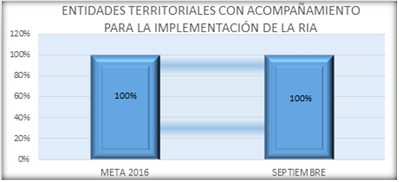 ENTIDADES TERRITORIALES CON ACOMPAÑAMIENTO
PARA LA IMPLEMENTACIÓN DE LA RIA
120%
100%
80%
60%
40%
20%
0%
100%
100%
META 2016
SEPTIEMBRE